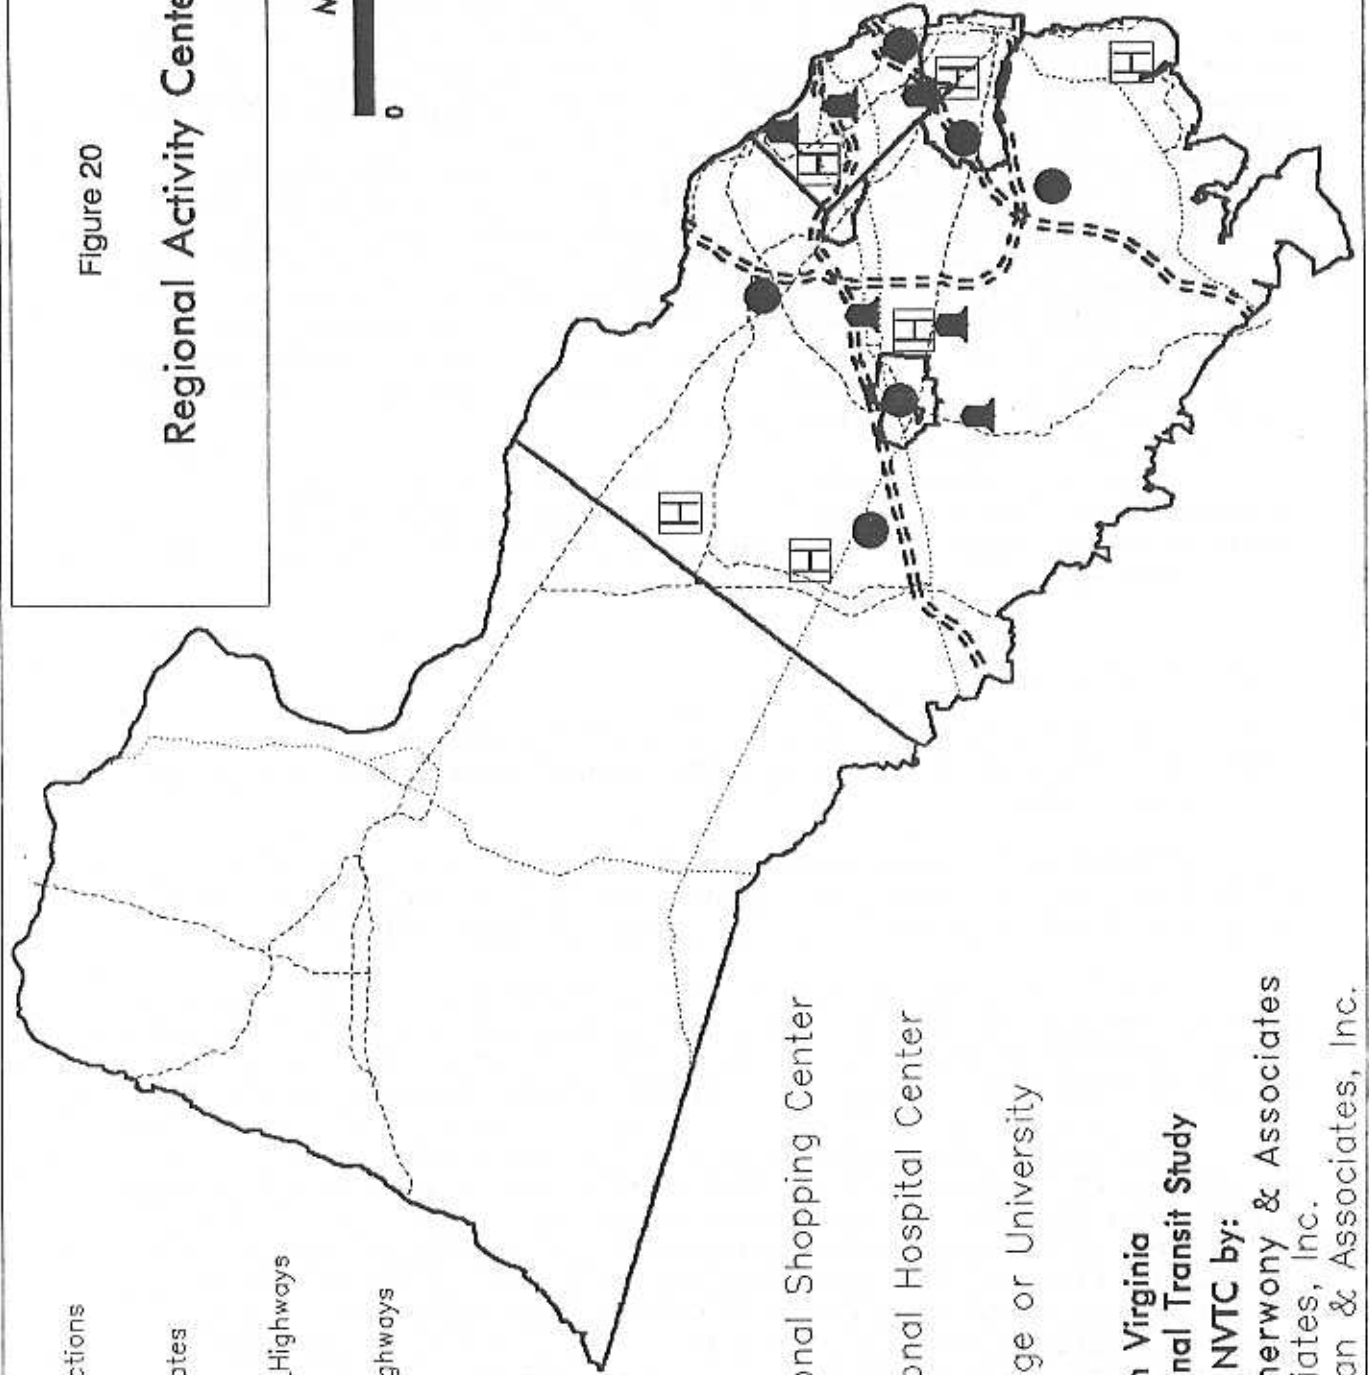 Figure 20
Regional Activity Cente
N
0
ctions
ates
Highways
ghways
onal Shopping Center
onal Hospital Center
ge or University
n Virginia
nal Transit Study
NVTC by:
nerwony & Associates
iates, Inc.
an & Associates, Inc.
H
H
H
H
H
H